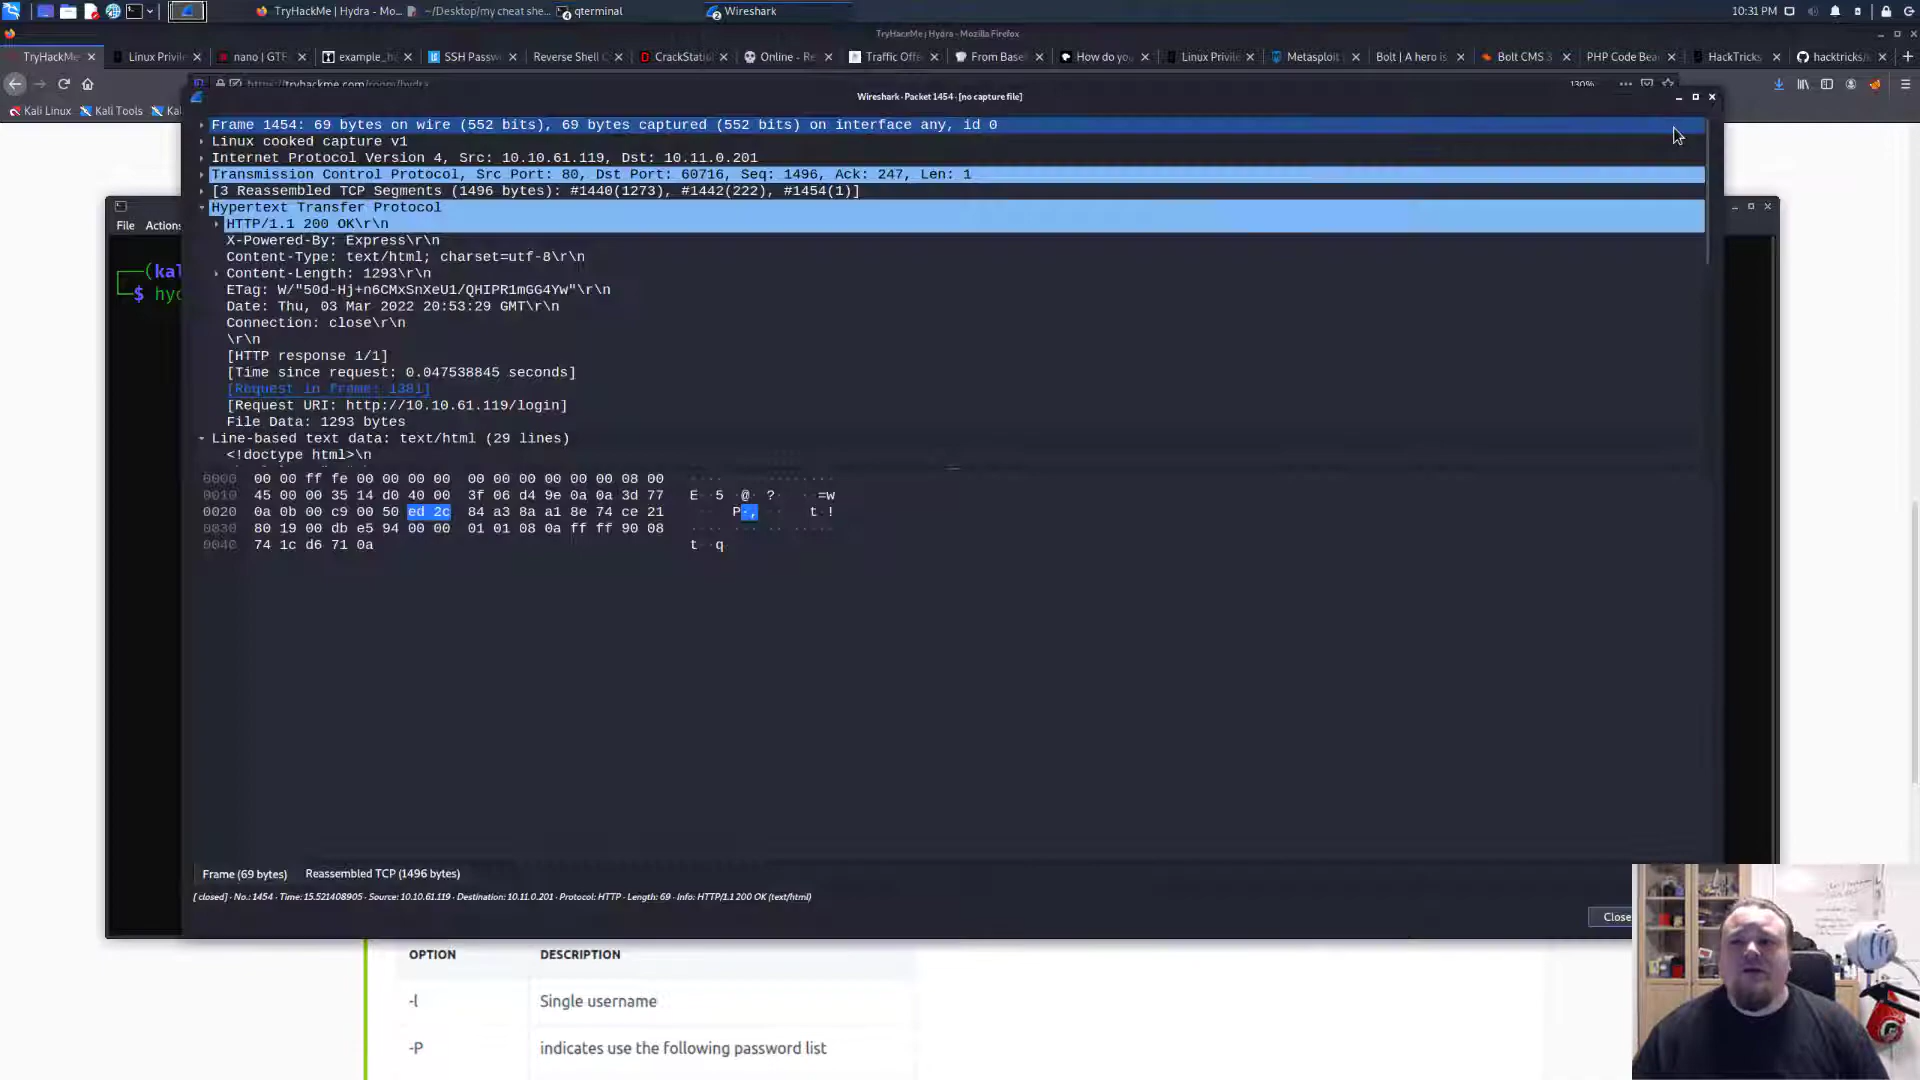 TryHackMe | Hydra - Mo... ~/Desktop/my cheat she... qterminal Wireshark 10:31 PM
TryHackMe | Hydra - Mozilla Firefox
TryHackMe Linux Privile nano | GTF example_h SSH Passw Reverse Shell C CrackStatio Online - Re Traffic Offe From Base How do you Linux Privile Metasploit Bolt | A hero is Bolt CMS 3 PHP Code Bea HackTricks hacktricks/
https://tryhackme.com/room/hydra 130%
Kali Linux Kali Tools Kal
Wireshark · Packet 1454 · [no capture file]
Frame 1454: 69 bytes on wire (552 bits), 69 bytes captured (552 bits) on interface any, id 0
Linux cooked capture v1
Internet Protocol Version 4, Src: 10.10.61.119, Dst: 10.11.0.201
Transmission Control Protocol, Src Port: 80, Dst Port: 60716, Seq: 1496, Ack: 247, Len: 1
[3 Reassembled TCP Segments (1496 bytes): #1440(1273), #1442(222), #1454(1)]
Hypertext Transfer Protocol
HTTP/1.1 200 OK\r\n
X-Powered-By: Express\r\n
Content-Type: text/html; charset=utf-8\r\n
Content-Length: 1293\r\n
ETag: W/"50d-Hj+n6CMxSnXeU1/QHIPR1mGG4Yw"\r\n
Date: Thu, 03 Mar 2022 20:53:29 GMT\r\n
Connection: close\r\n
\r\n
[HTTP response 1/1]
[Time since request: 0.047538845 seconds]
[Request in frame: 1381]
[Request URI: http://10.10.61.119/login]
File Data: 1293 bytes
Line-based text data: text/html (29 lines)
<!doctype html>\n
File Actions
(kal
$ hyd
0000 00 00 ff fe 00 00 00 00 00 00 00 00 00 00 08 00
0010 45 00 00 35 14 d0 40 00 3f 06 d4 9e 0a 0a 3d 77 E 5 @ ? =w
0020 0a 0b 00 c9 00 50 ed 2c 84 a3 8a a1 8e 74 ce 21 P ·, t !
0030 80 19 00 db e5 94 00 00 01 01 08 0a ff ff 90 08
0040 74 1c d6 71 0a t q
Frame (69 bytes) Reassembled TCP (1496 bytes)
[closed] · No.: 1454 · Time: 15.521408905 · Source: 10.10.61.119 · Destination: 10.11.0.201 · Protocol: HTTP · Length: 69 · Info: HTTP/1.1 200 OK (text/html)
Close
OPTION DESCRIPTION
-l Single username
-P indicates use the following password list